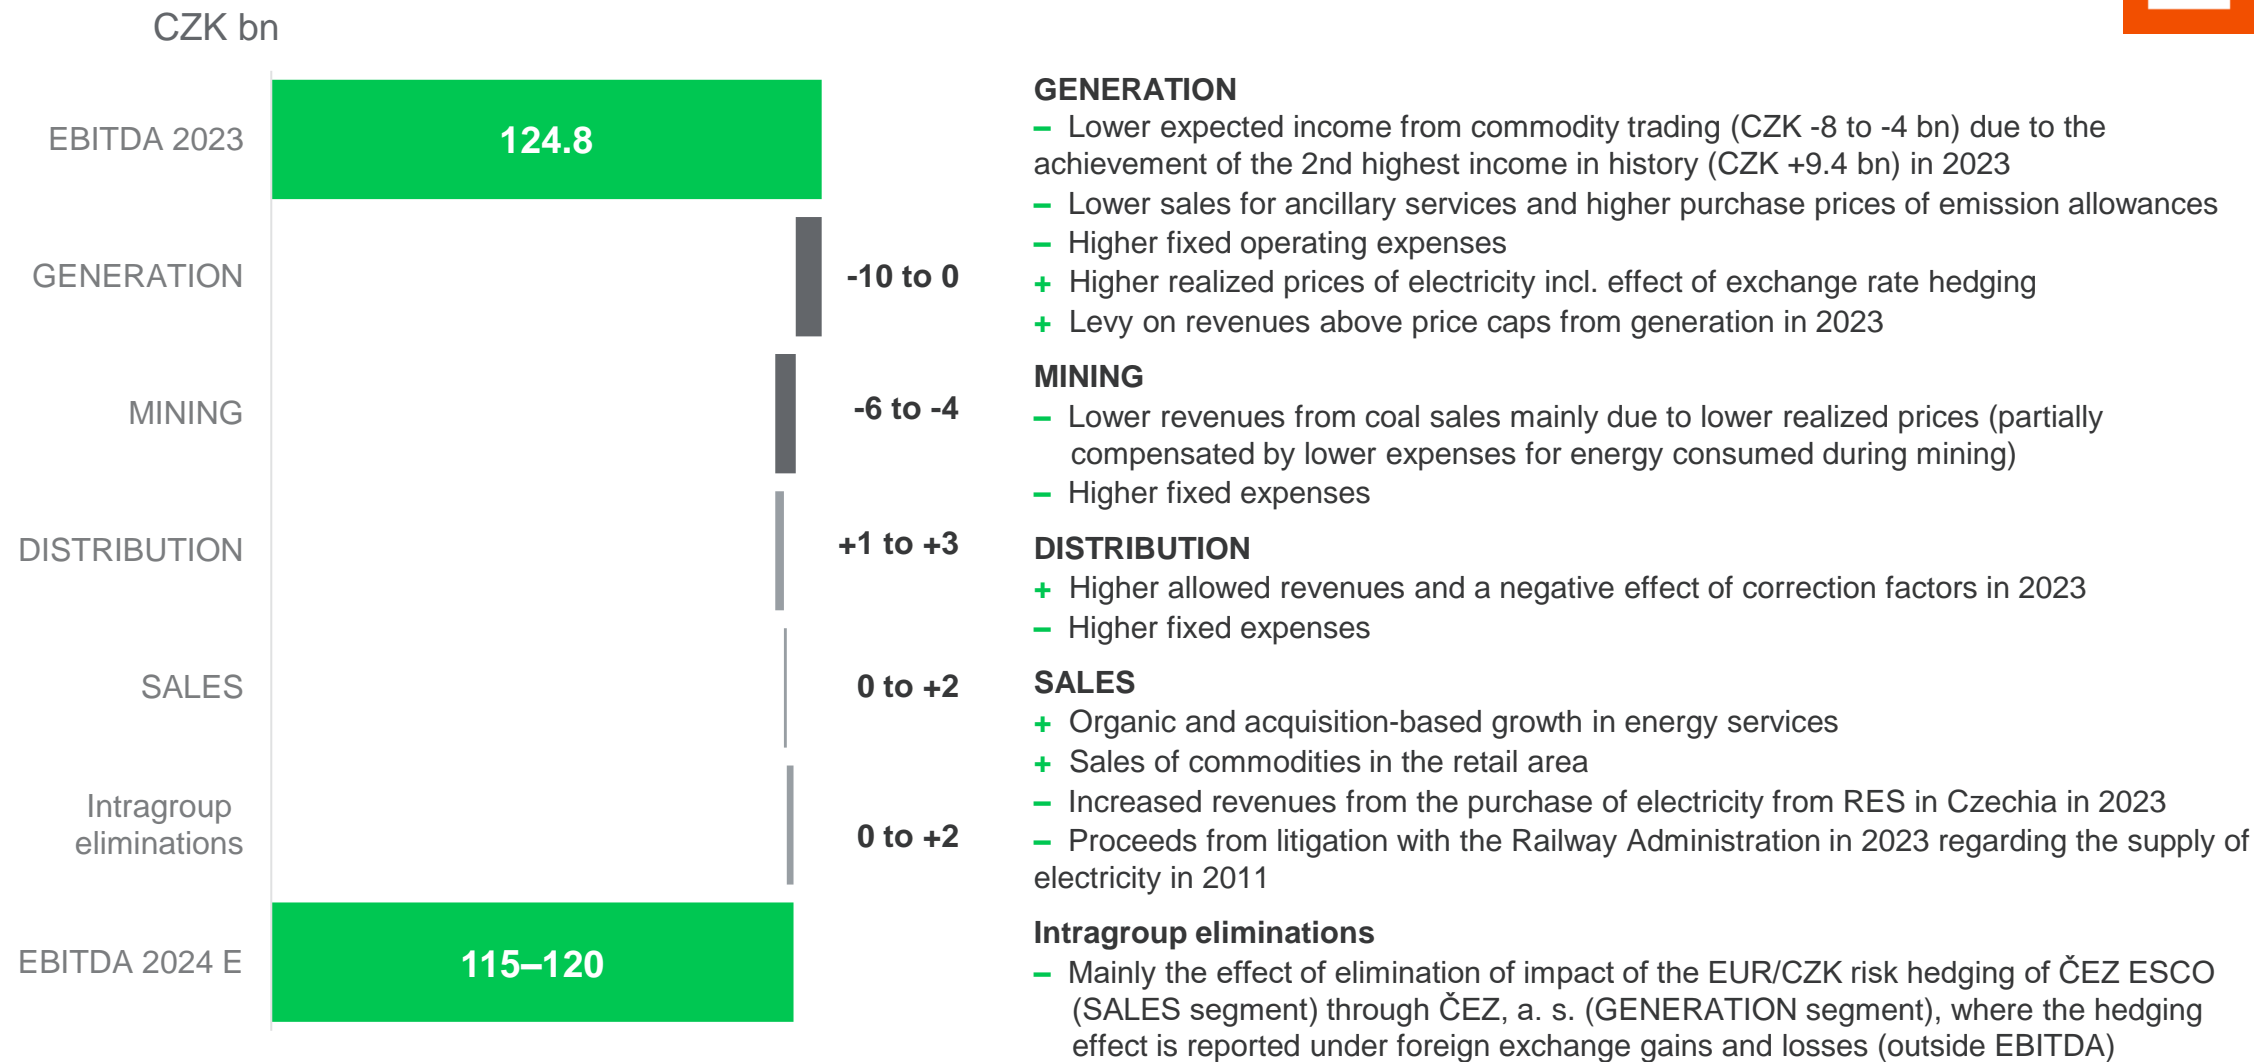 CZK bn
EBITDA 2023
124.8
GENERATION
-10 to 0
MINING
-6 to -4
DISTRIBUTION
+1 to +3
SALES
0 to +2
Intragroup
eliminations
0 to +2
EBITDA 2024 E
115–120
GENERATION
– Lower expected income from commodity trading (CZK -8 to -4 bn) due to the
achievement of the 2nd highest income in history (CZK +9.4 bn) in 2023
– Lower sales for ancillary services and higher purchase prices of emission allowances
– Higher fixed operating expenses
+ Higher realized prices of electricity incl. effect of exchange rate hedging
+ Levy on revenues above price caps from generation in 2023
MINING
– Lower revenues from coal sales mainly due to lower realized prices (partially
compensated by lower expenses for energy consumed during mining)
– Higher fixed expenses
DISTRIBUTION
+ Higher allowed revenues and a negative effect of correction factors in 2023
– Higher fixed expenses
SALES
+ Organic and acquisition-based growth in energy services
+ Sales of commodities in the retail area
– Increased revenues from the purchase of electricity from RES in Czechia in 2023
– Proceeds from litigation with the Railway Administration in 2023 regarding the supply of
electricity in 2011
Intragroup eliminations
– Mainly the effect of elimination of impact of the EUR/CZK risk hedging of ČEZ ESCO
(SALES segment) through ČEZ, a. s. (GENERATION segment), where the hedging
effect is reported under foreign exchange gains and losses (outside EBITDA)